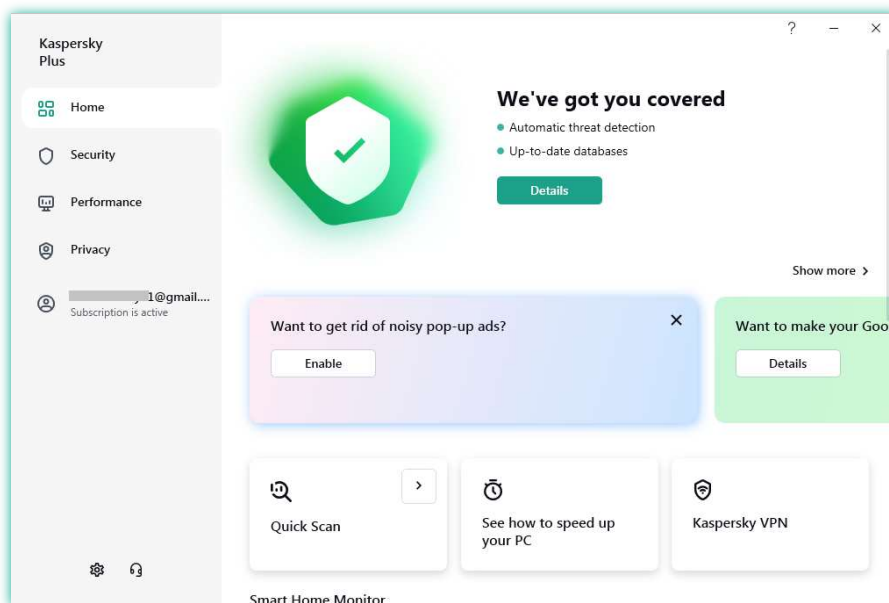 Kaspersky
Plus
Home
Security
Performance
Privacy
1@gmail....
Subscription is active
?
We've got you covered
Automatic threat detection
Up-to-date databases
Details
Show more
Want to get rid of noisy pop-up ads?
Enable
Want to make your Goo
Details
Quick Scan
See how to speed up
your PC
Kaspersky VPN
Smart Home Monitor